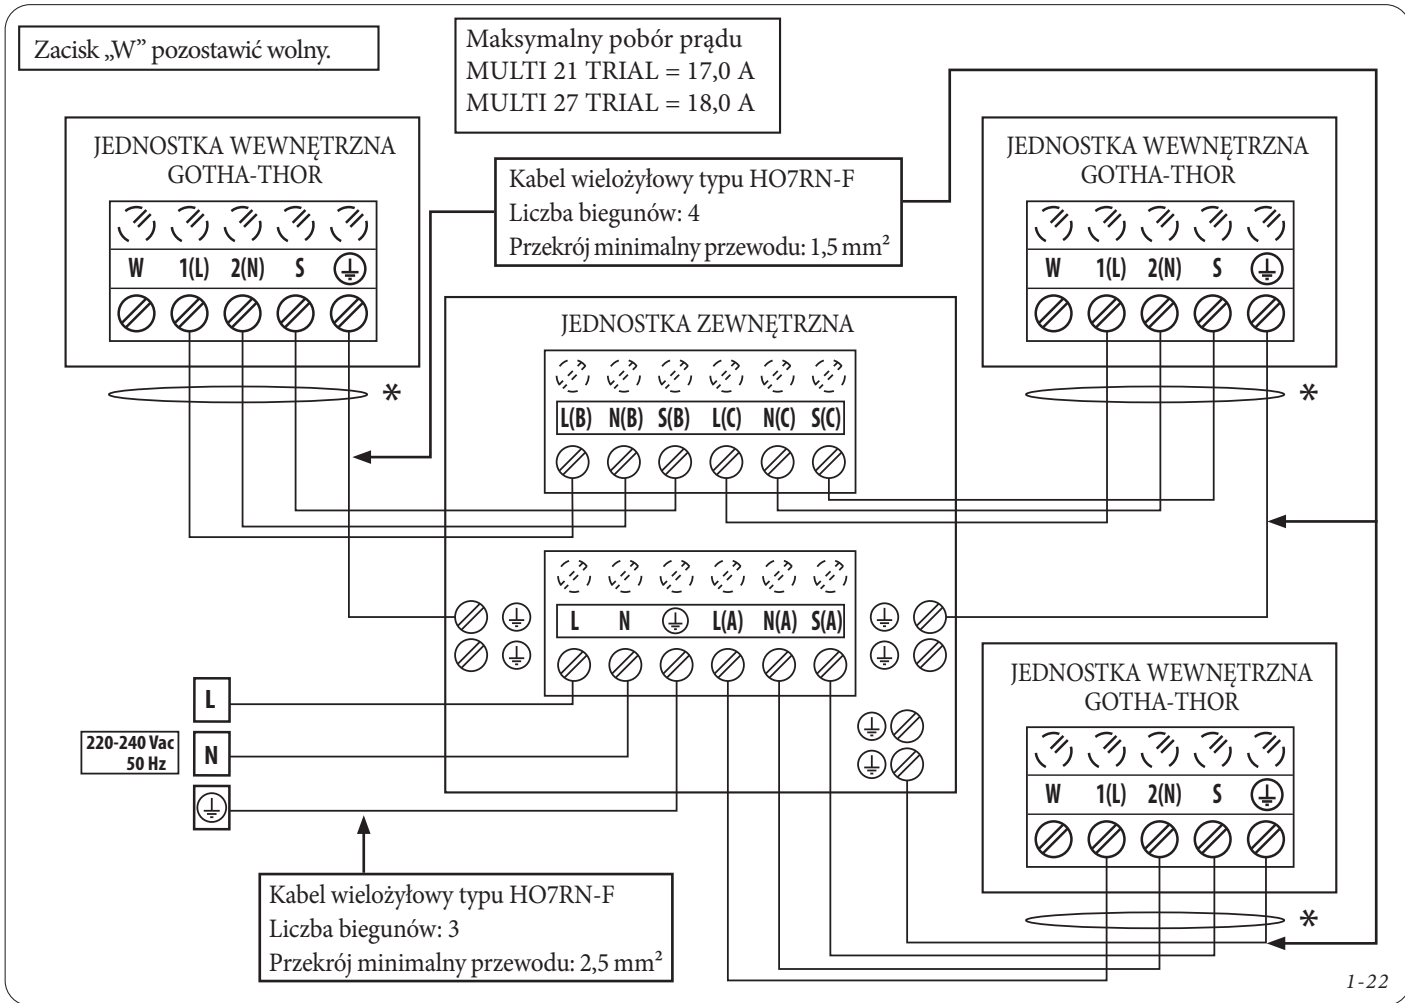 Zacisk „W” pozostawić wolny.
Maksymalny pobór prądu
MULTI 21 TRIAL = 17,0 A
MULTI 27 TRIAL = 18,0 A
JEDNOSTKA WEWNĘTRZNA
GOTHA-THOR
W 1(L) 2(N) S
Kabel wielożyłowy typu HO7RN-F
Liczba biegunów: 4
Przekrój minimalny przewodu: 1,5 mm²
JEDNOSTKA WEWNĘTRZNA
GOTHA-THOR
W 1(L) 2(N) S
*
*
JEDNOSTKA ZEWNĘTRZNA
L(B) N(B) S(B) L(C) N(C) S(C)
L N L(A) N(A) S(A)
L
220-240 Vac
50 Hz
N
JEDNOSTKA WEWNĘTRZNA
GOTHA-THOR
W 1(L) 2(N) S
*
Kabel wielożyłowy typu HO7RN-F
Liczba biegunów: 3
Przekrój minimalny przewodu: 2,5 mm²
1-22